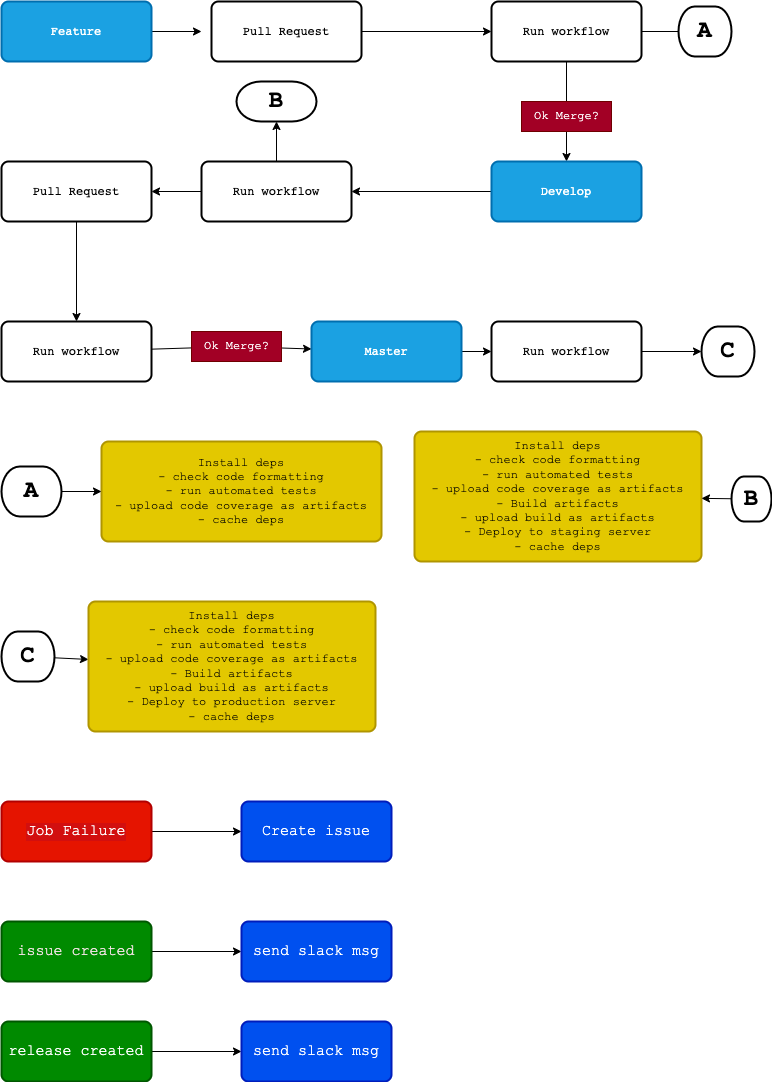 Feature
Pull Request
Run workflow
A
B
Ok Merge?
Pull Request
Run workflow
Develop
Run workflow
Ok Merge?
Master
Run workflow
C
A
Install deps
- check code formatting
- run automated tests
- upload code coverage as artifacts
- cache deps
Install deps
- check code formatting
- run automated tests
- upload code coverage as artifacts
- Build artifacts
- upload build as artifacts
- Deploy to staging server
- cache deps
B
C
Install deps
- check code formatting
- run automated tests
- upload code coverage as artifacts
- Build artifacts
- upload build as artifacts
- Deploy to production server
- cache deps
Job Failure
Create issue
issue created
send slack msg
release created
send slack msg